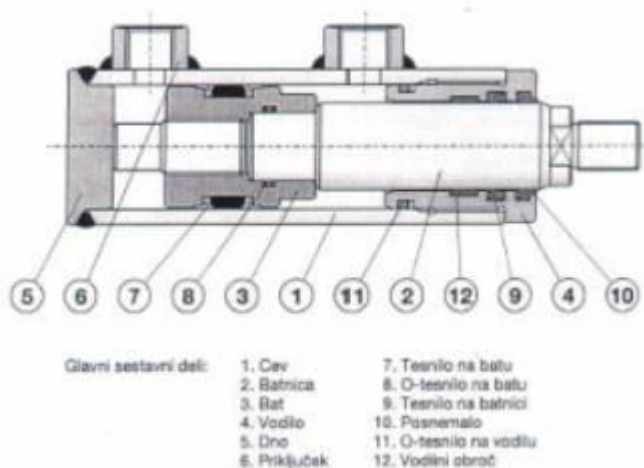 5 6 7 8 3 1 11 2 12 9 4 10
Glavni sestavni deli:
1. Cev
2. Batnica
3. Bat
4. Vodilo
5. Dno
6. Priključek
7. Tesnilo na batu
8. O-tesnilo na batu
9. Tesnilo na batnici
10. Posnemalo
11. O-tesnilo na vodilu
12. Vodilni obroč